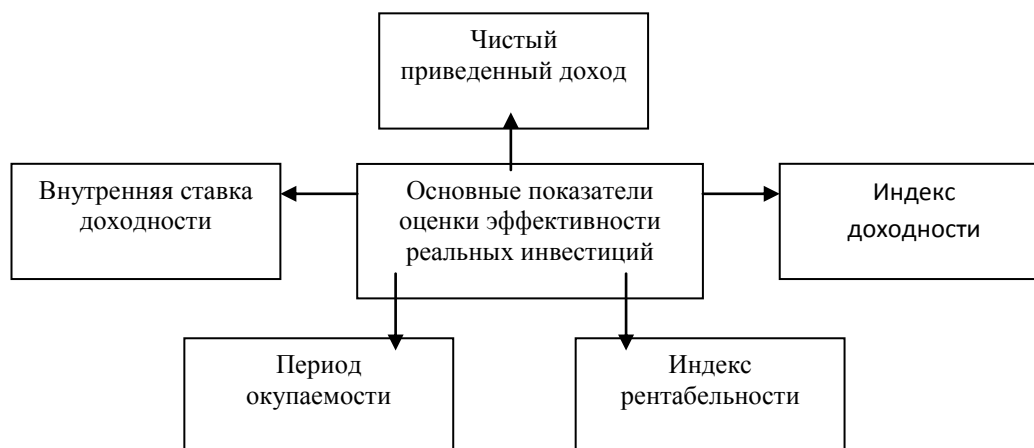 Чистый
приведенный доход
Внутренняя ставка
доходности
Основные показатели
оценки эффективности
реальных инвестиций
Индекс
доходности
Период
окупаемости
Индекс
рентабельности